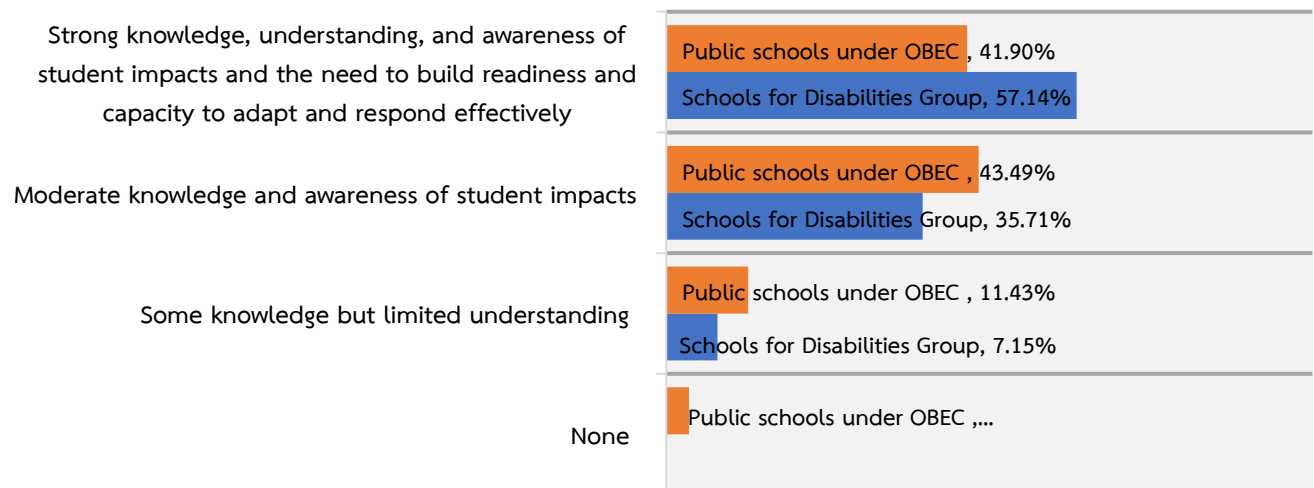 Strong knowledge, understanding, and awareness of
student impacts and the need to build readiness and
capacity to adapt and respond effectively
Public schools under OBEC , 41.90%
Schools for Disabilities Group, 57.14%
Moderate knowledge and awareness of student impacts
Public schools under OBEC , 43.49%
Schools for Disabilities Group, 35.71%
Some knowledge but limited understanding
Public schools under OBEC , 11.43%
Schools for Disabilities Group, 7.15%
None
Public schools under OBEC ,...